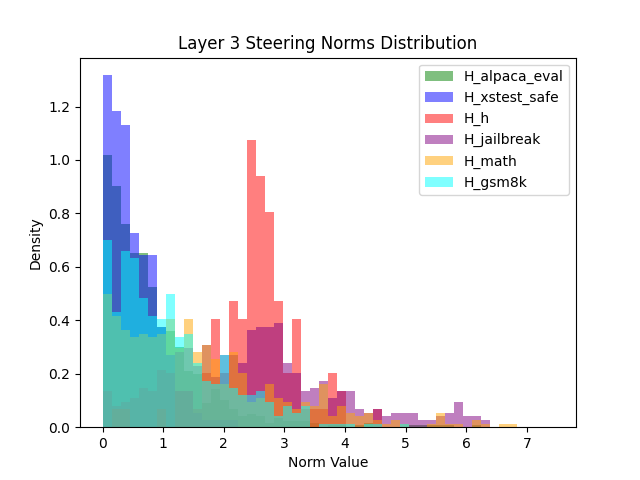 Layer 3 Steering Norms Distribution
H_alpaca_eval
H_xstest_safe
H_h
H_jailbreak
H_math
H_gsm8k
Density
1.2
1.0
0.8
0.6
0.4
0.2
0.0
0 1 2 3 4 5 6 7
Norm Value